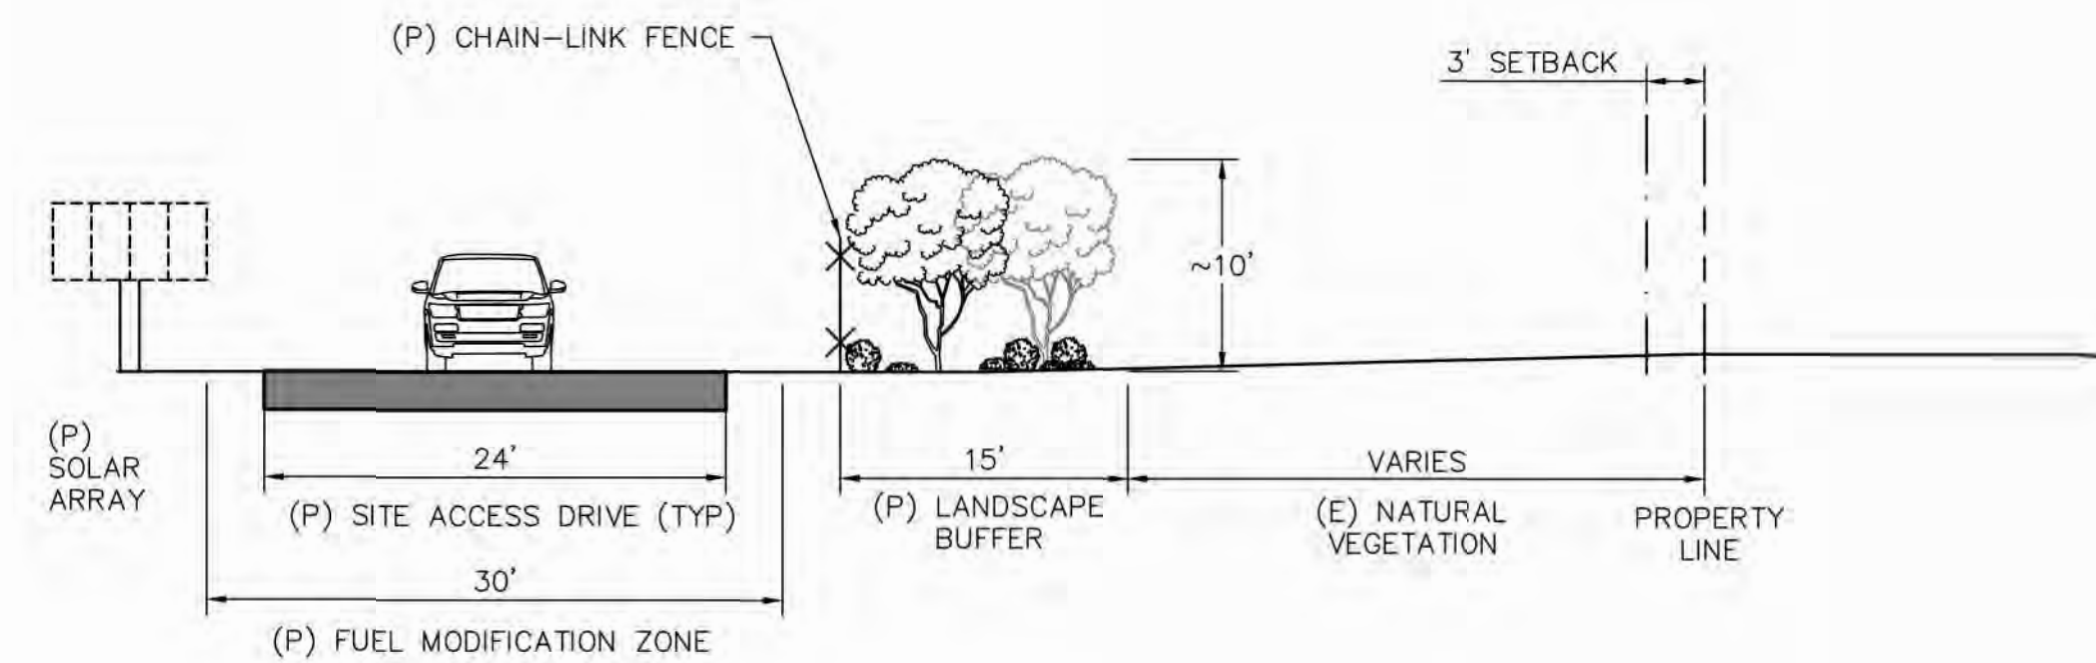 (P) CHAIN-LINK FENCE
3' SETBACK
~10'
(P)
SOLAR
ARRAY
24'
(P) SITE ACCESS DRIVE (TYP)
30'
(P) FUEL MODIFICATION ZONE
15'
(P) LANDSCAPE
BUFFER
VARIES
(E) NATURAL
VEGETATION
PROPERTY
LINE